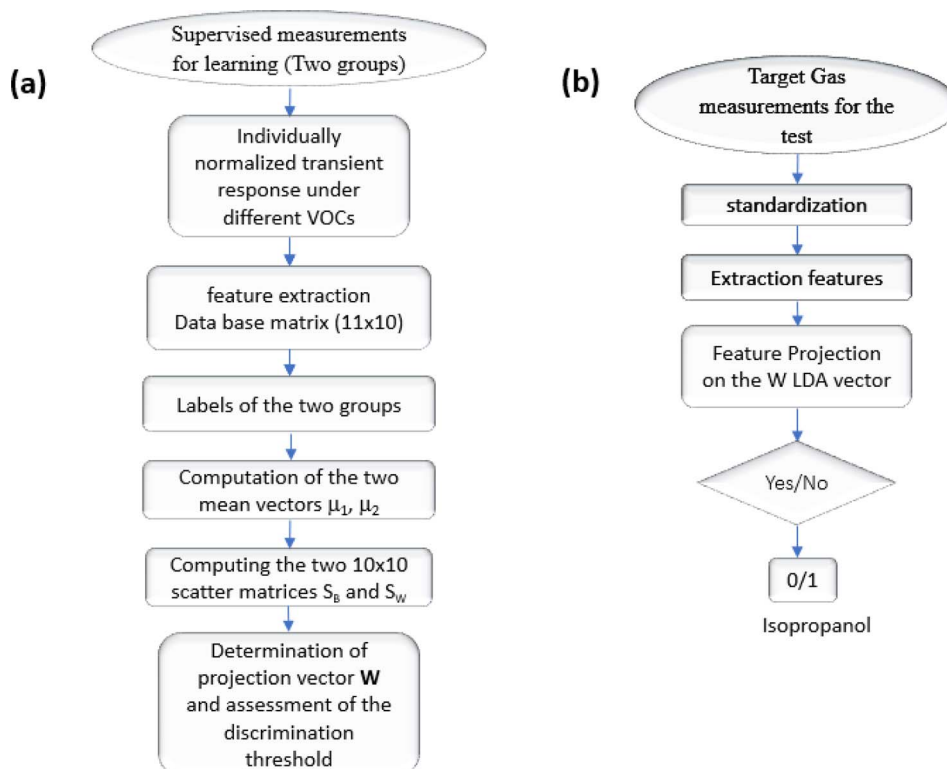 (a)
Supervised measurements
for learning (Two groups)
Individually
normalized transient
response under
different VOCs
feature extraction
Data base matrix (11x10)
Labels of the two groups
Computation of the two
mean vectors μ₁, μ₂
Computing the two 10x10
scatter matrices S_B and S_W
Determination of
projection vector W
and assessment of the
discrimination
threshold
(b)
Target Gas
measurements for the
test
standardization
Extraction features
Feature Projection
on the W LDA vector
Yes/No
0/1
Isopropanol